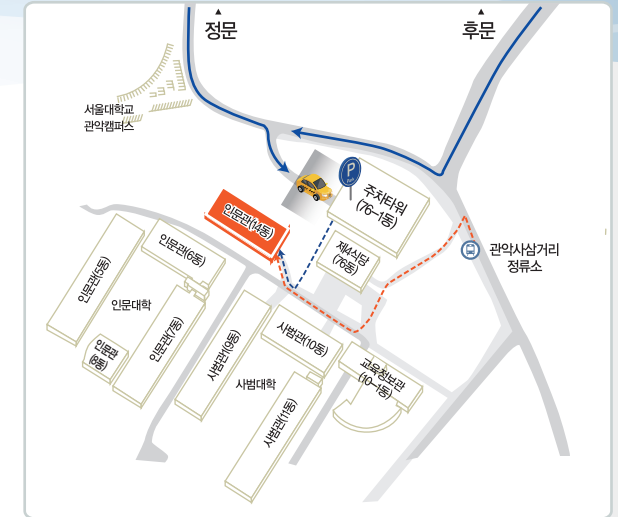 정문
후문
서울대학교
관악캠퍼스
P
주차타워
(76-1동)
인문관(14동)
제4식당
(76동)
관악사삼거리
정류소
인문관(5동)
인문관(6동)
인문대학
인문관(7동)
인문관
(8동)
사범관(9동)
사범관(10동)
사범대학
사범관(11동)
교육정보관
(10-1동)